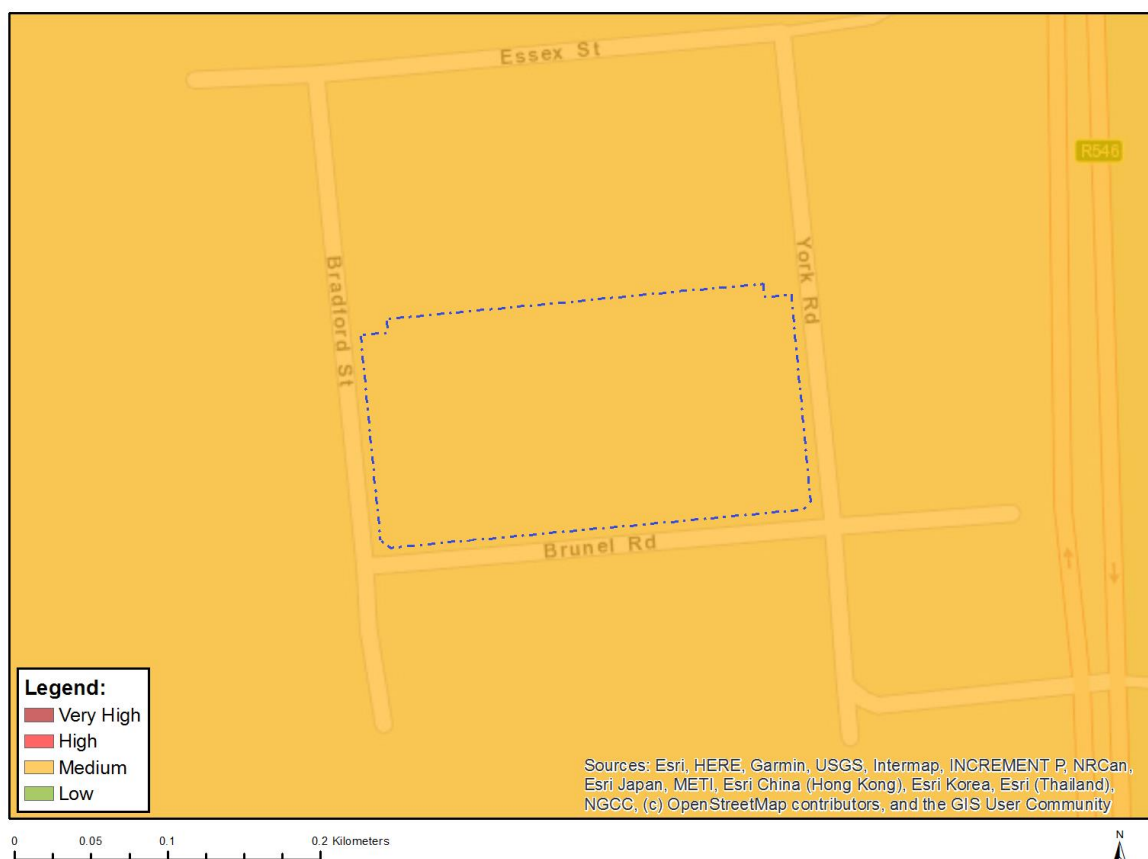 Essex St
R546
York Rd
Bradford St
Brunel Rd
Legend:
Very High
High
Medium
Low
Sources: Esri, HERE, Garmin, USGS, Intermap, INCREMENT P, NRCan,
Esri Japan, METI, Esri China (Hong Kong), Esri Korea, Esri (Thailand),
NGCC, (c) OpenStreetMap contributors, and the GIS User Community
0 0.05 0.1 0.2 Kilometers
N